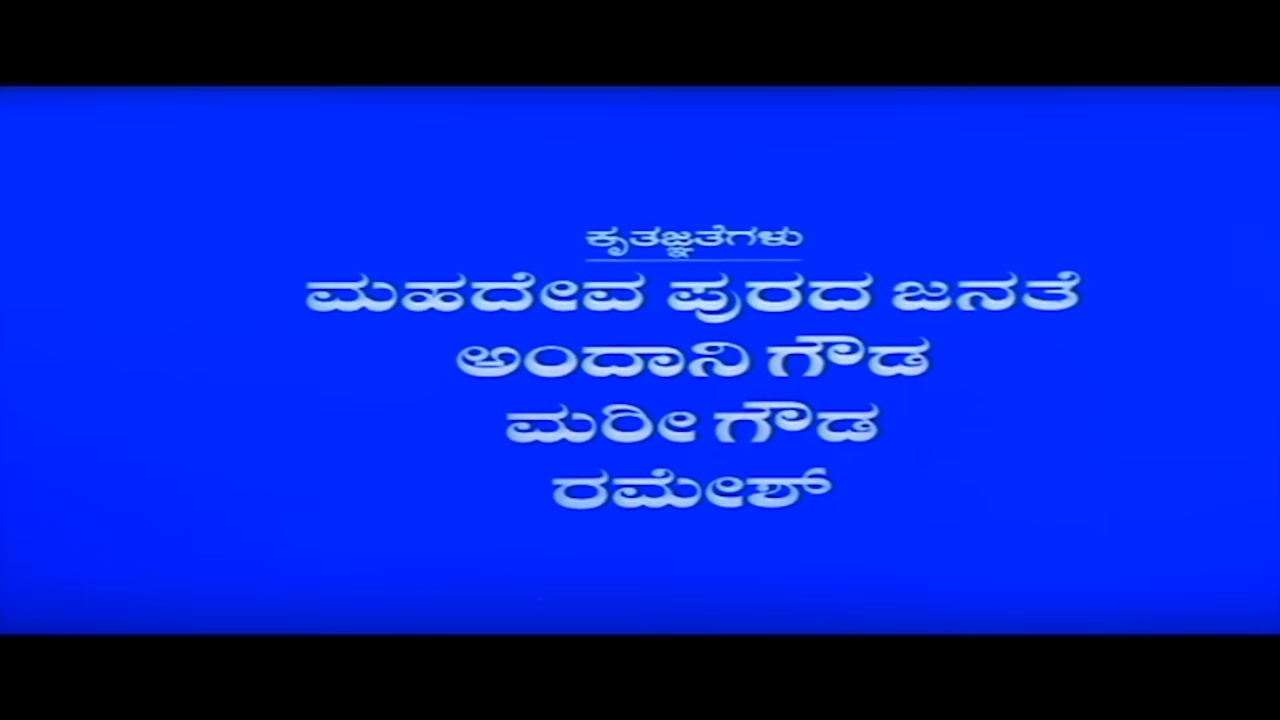 ಕೃತಜ್ಞತೆಗಳು
ಮಹದೇವ ಪುರದ ಜನತೆ
ಅಂದಾನಿ ಗೌಡ
ಮರೀ ಗೌಡ
ರಮೇಶ್